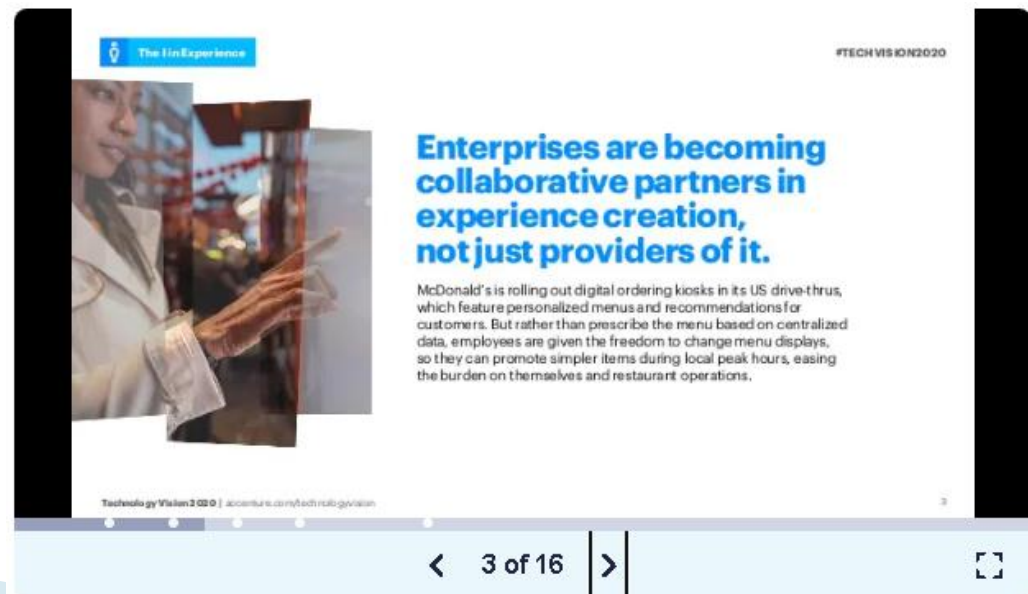 The I in Experience
#TECHVISION2020
Enterprises are becoming
collaborative partners in
experience creation,
not just providers of it.
McDonald's is rolling out digital ordering kiosks in its US drive-thrus,
which feature personalized menus and recommendations for
customers. But rather than prescribe the menu based on centralized
data, employees are given the freedom to change menu displays,
so they can promote simpler items during local peak hours, easing
the burden on themselves and restaurant operations.
Technology Vision 2020 | accenture.com/technologyvision
3
3 of 16